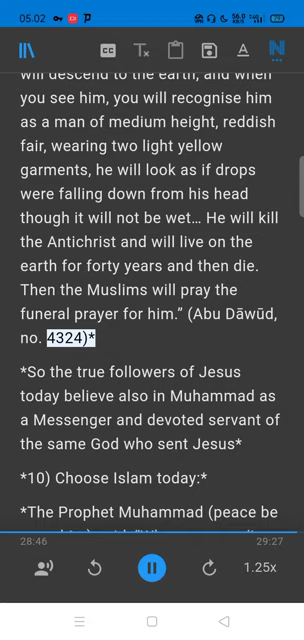 05.02
56.0
KB/S
74
CC
will descend to the earth, and when
you see him, you will recognise him
as a man of medium height, reddish
fair, wearing two light yellow
garments, he will look as if drops
were falling down from his head
though it will not be wet… He will kill
the Antichrist and will live on the
earth for forty years and then die.
Then the Muslims will pray the
funeral prayer for him.” (Abu Dāwūd,
no. 4324)*
*So the true followers of Jesus
today believe also in Muhammad as
a Messenger and devoted servant of
the same God who sent Jesus*
*10) Choose Islam today:*
*The Prophet Muhammad (peace be
28:46
29:27
1.25x